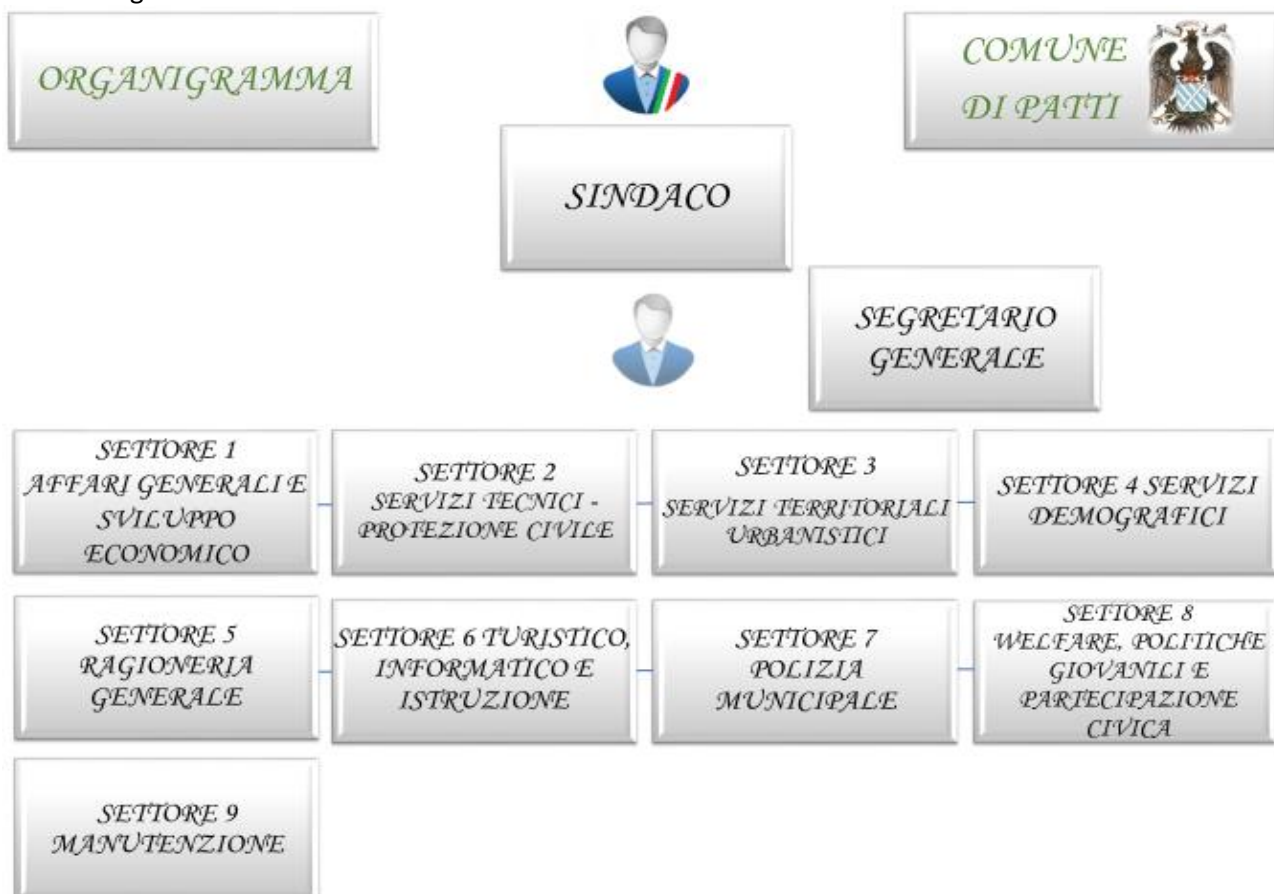 ORGANIGRAMMA
COMUNE
DI PATTI
SINDACO
SEGRETARIO
GENERALE
SETTORE 1
AFFARI GENERALI E
SVILUPPO
ECONOMICO
SETTORE 2
SERVIZI TECNICI -
PROTEZIONE CIVILE
SETTORE 3
SERVIZI TERRITORIALI
URBANISTICI
SETTORE 4 SERVIZI
DEMOGRAFICI
SETTORE 5
RAGIONERIA
GENERALE
SETTORE 6 TURISTICO,
INFORMATICO E
ISTRUZIONE
SETTORE 7
POLIZIA
MUNICIPALE
SETTORE 8
WELFARE, POLITICHE
GIOVANILI E
PARTECIPAZIONE
CIVICA
SETTORE 9
MANUTENZIONE